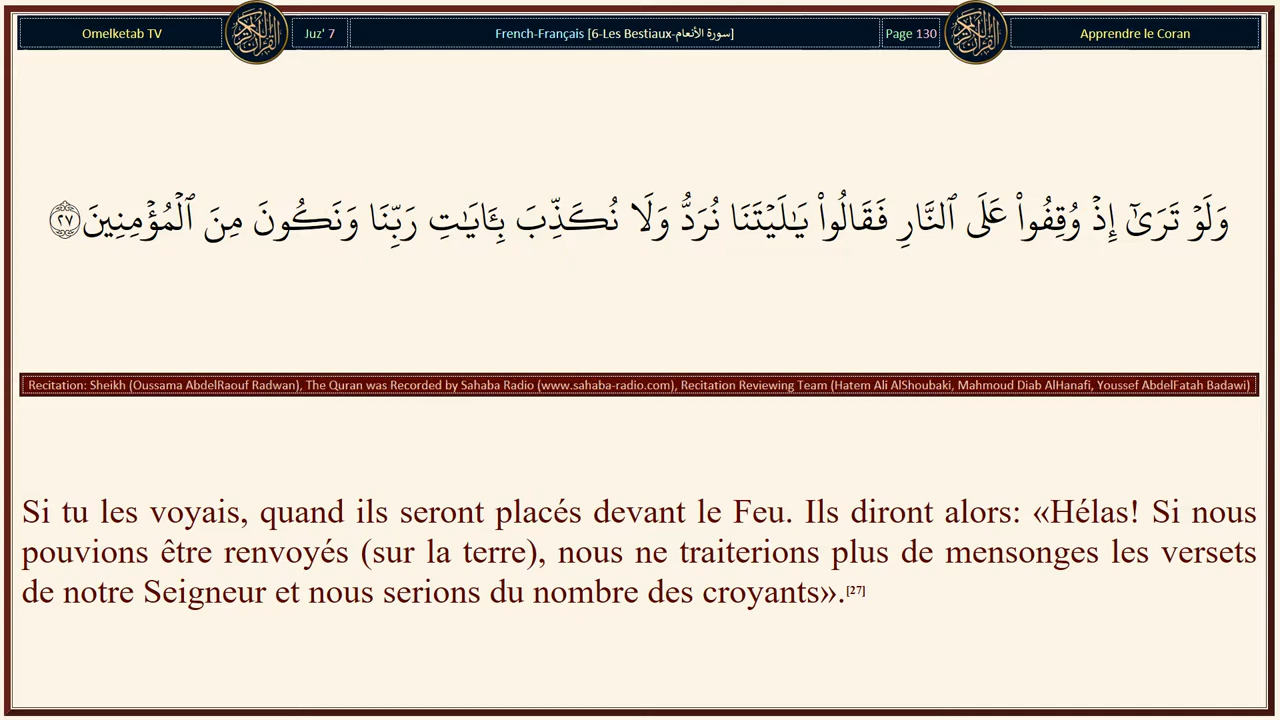 Omelketab TV
Juz' 7
French-Français [6-Les Bestiaux-سورة الأنعام]
Page 130
Apprendre le Coran
وَلَوۡ تَرَىٰٓ إِذۡ وُقِفُواْ عَلَى ٱلنَّارِ فَقَالُواْ يَٰلَيۡتَنَا نُرَدُّ وَلَا نُكَذِّبَ بِـَٔايَٰتِ رَبِّنَا وَنَكُونَ مِنَ ٱلۡمُؤۡمِنِينَ ٢٧
Recitation: Sheikh (Oussama AbdelRaouf Radwan), The Quran was Recorded by Sahaba Radio (www.sahaba-radio.com), Recitation Reviewing Team (Hatem Ali AlShoubaki, Mahmoud Diab AlHanafi, Youssef AbdelFatah Badawi)
Si tu les voyais, quand ils seront placés devant le Feu. Ils diront alors: «Hélas! Si nous
pouvions être renvoyés (sur la terre), nous ne traiterions plus de mensonges les versets
de notre Seigneur et nous serions du nombre des croyants».[27]